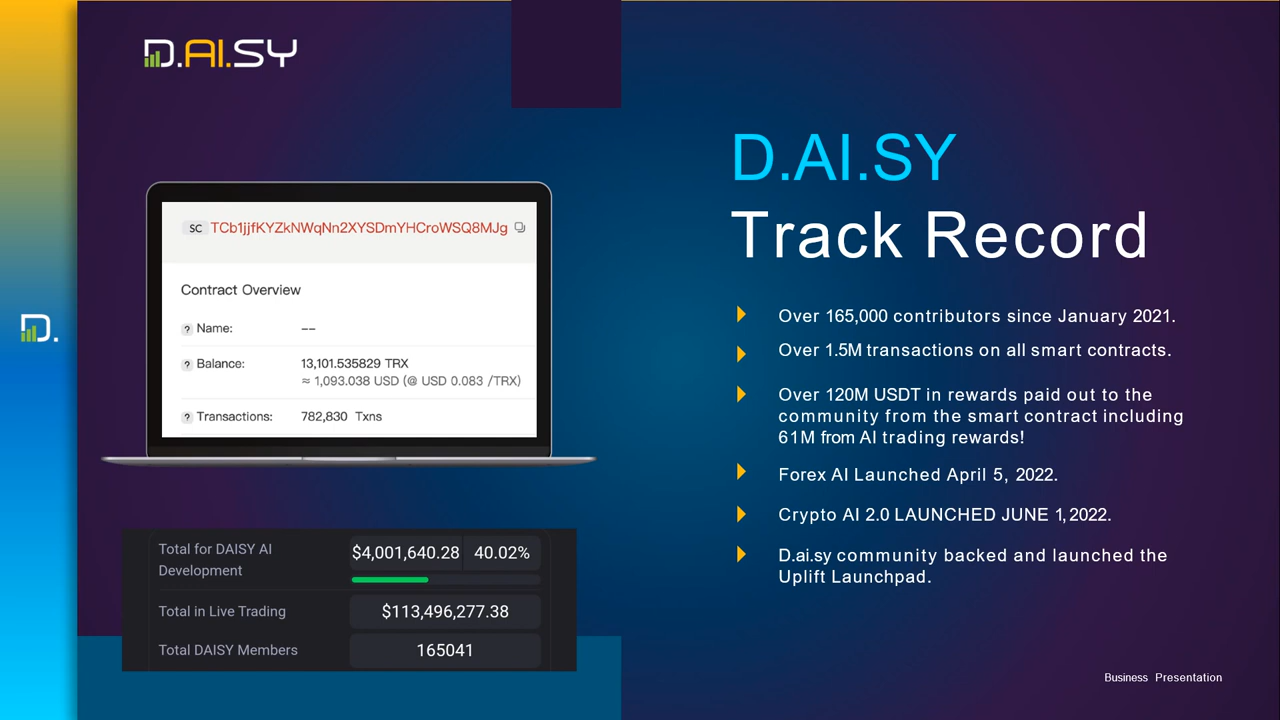 D.AI.SY
D.AI.SY
Track Record
SC TCb1jjfKYZkNWqNn2XYSDmYHCroWSQ8MJg
Contract Overview
? Name: --
? Balance: 13,101.535829 TRX
≈ 1,093.038 USD (@ USD 0.083 /TRX)
? Transactions: 782,830 Txns
D.
Over 165,000 contributors since January 2021.
Over 1.5M transactions on all smart contracts.
Over 120M USDT in rewards paid out to the
community from the smart contract including
61M from AI trading rewards!
Forex AI Launched April 5, 2022.
Crypto AI 2.0 LAUNCHED JUNE 1, 2022.
D.ai.sy community backed and launched the
Uplift Launchpad.
Total for DAISY AI
Development
$4,001,640.28 40.02%
Total in Live Trading $113,496,277.38
Total DAISY Members 165041
Business Presentation